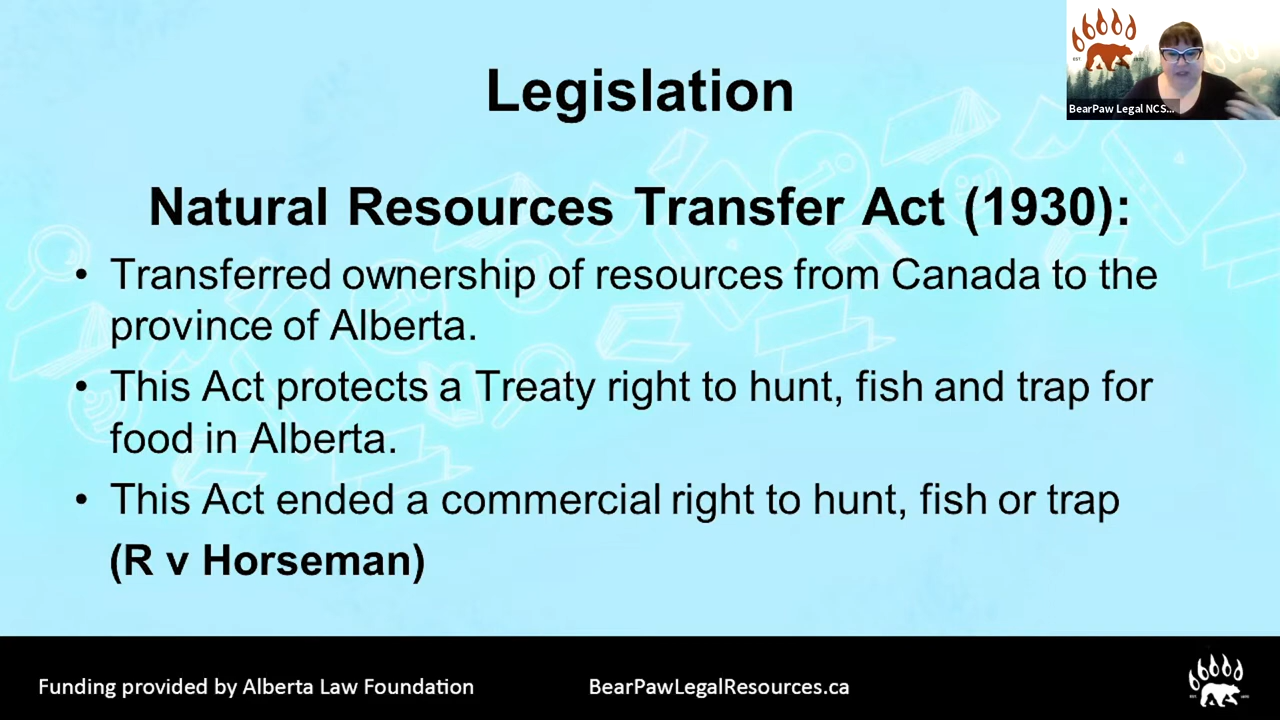 Legislation
BearPaw Legal NCS...
Natural Resources Transfer Act (1930):
• Transferred ownership of resources from Canada to the
province of Alberta.
• This Act protects a Treaty right to hunt, fish and trap for
food in Alberta.
• This Act ended a commercial right to hunt, fish or trap
(R v Horseman)
Funding provided by Alberta Law Foundation
BearPawLegalResources.ca